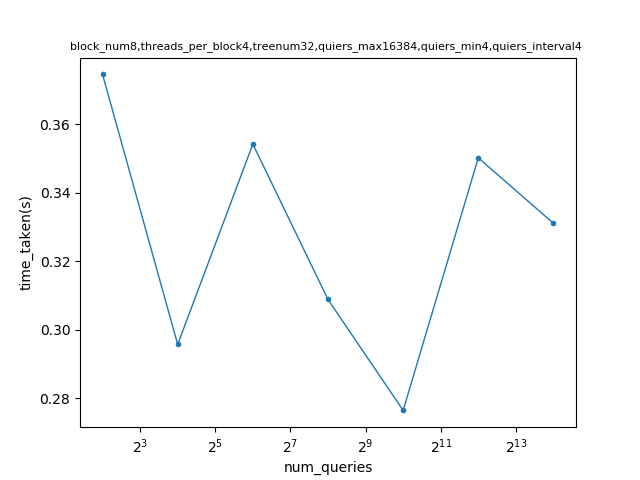 block_num8,threads_per_block4,treenum32,quiers_max16384,quiers_min4,quiers_interval4
0.36
0.34
0.32
0.30
0.28
time_taken(s)
2^3 2^5 2^7 2^9 2^11 2^13
num_queries